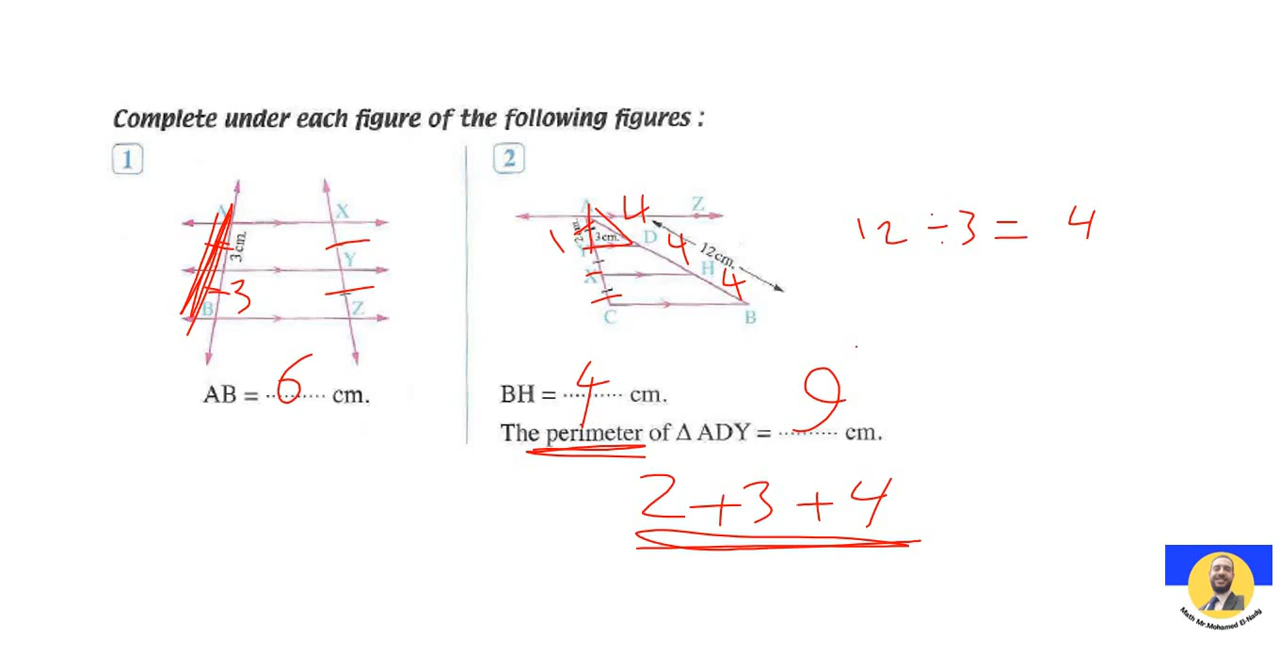 Complete under each figure of the following figures :
1
A
X
3 cm.
Y
3
B
Z
AB = ......... cm.
6
2
A
4
Z
2 cm.
3 cm.
D
4
12 cm.
X
H
4
C
B
12 ÷ 3 = 4
BH = ......... cm.
4
The perimeter of Δ ADY = ......... cm.
9
2 + 3 + 4
Math Mr.Mohamed El-Nady